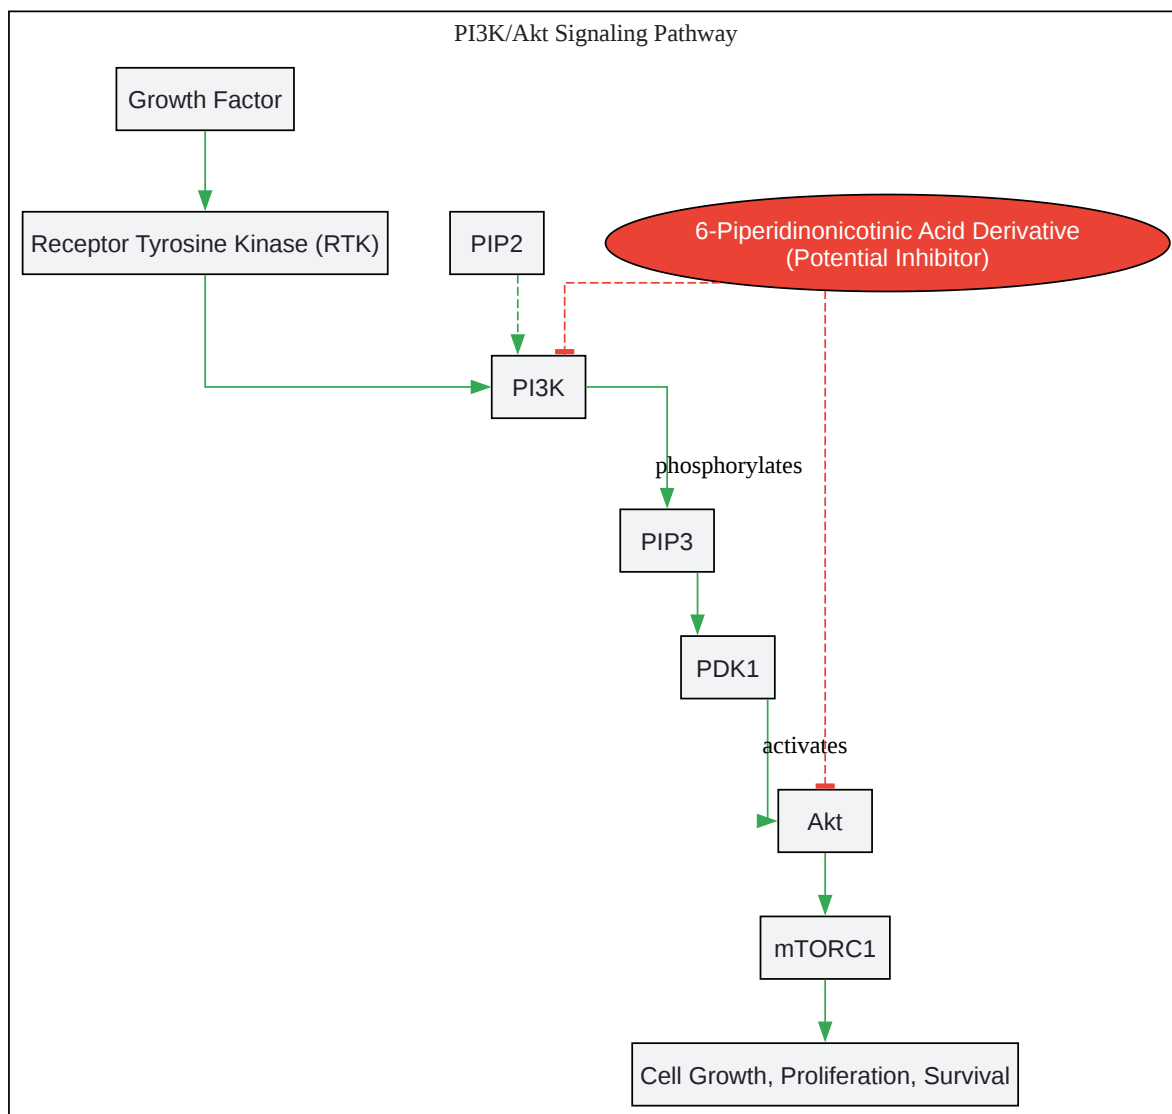 PI3K/Akt Signaling Pathway
Growth Factor
Receptor Tyrosine Kinase (RTK)
PIP2
6-Piperidinonicotinic Acid Derivative
(Potential Inhibitor)
PI3K
phosphorylates
PIP3
PDK1
activates
Akt
mTORC1
Cell Growth, Proliferation, Survival